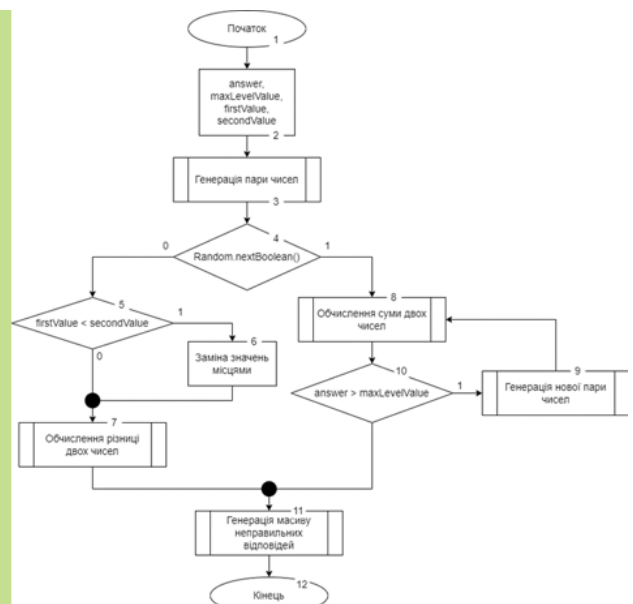 Початок
1
answer,
maxLevelValue,
firstValue,
secondValue
2
Генерація пари чисел
3
4
0
Random.nextBoolean()
1
5
firstValue < secondValue
1
0
6
Заміна значень
місцями
8
Обчислення суми двох
чисел
10
answer > maxLevelValue
1
9
Генерація нової пари
чисел
7
Обчислення різниці
двох чисел
11
Генерація масиву
неправильних
відповідей
12
Кінець